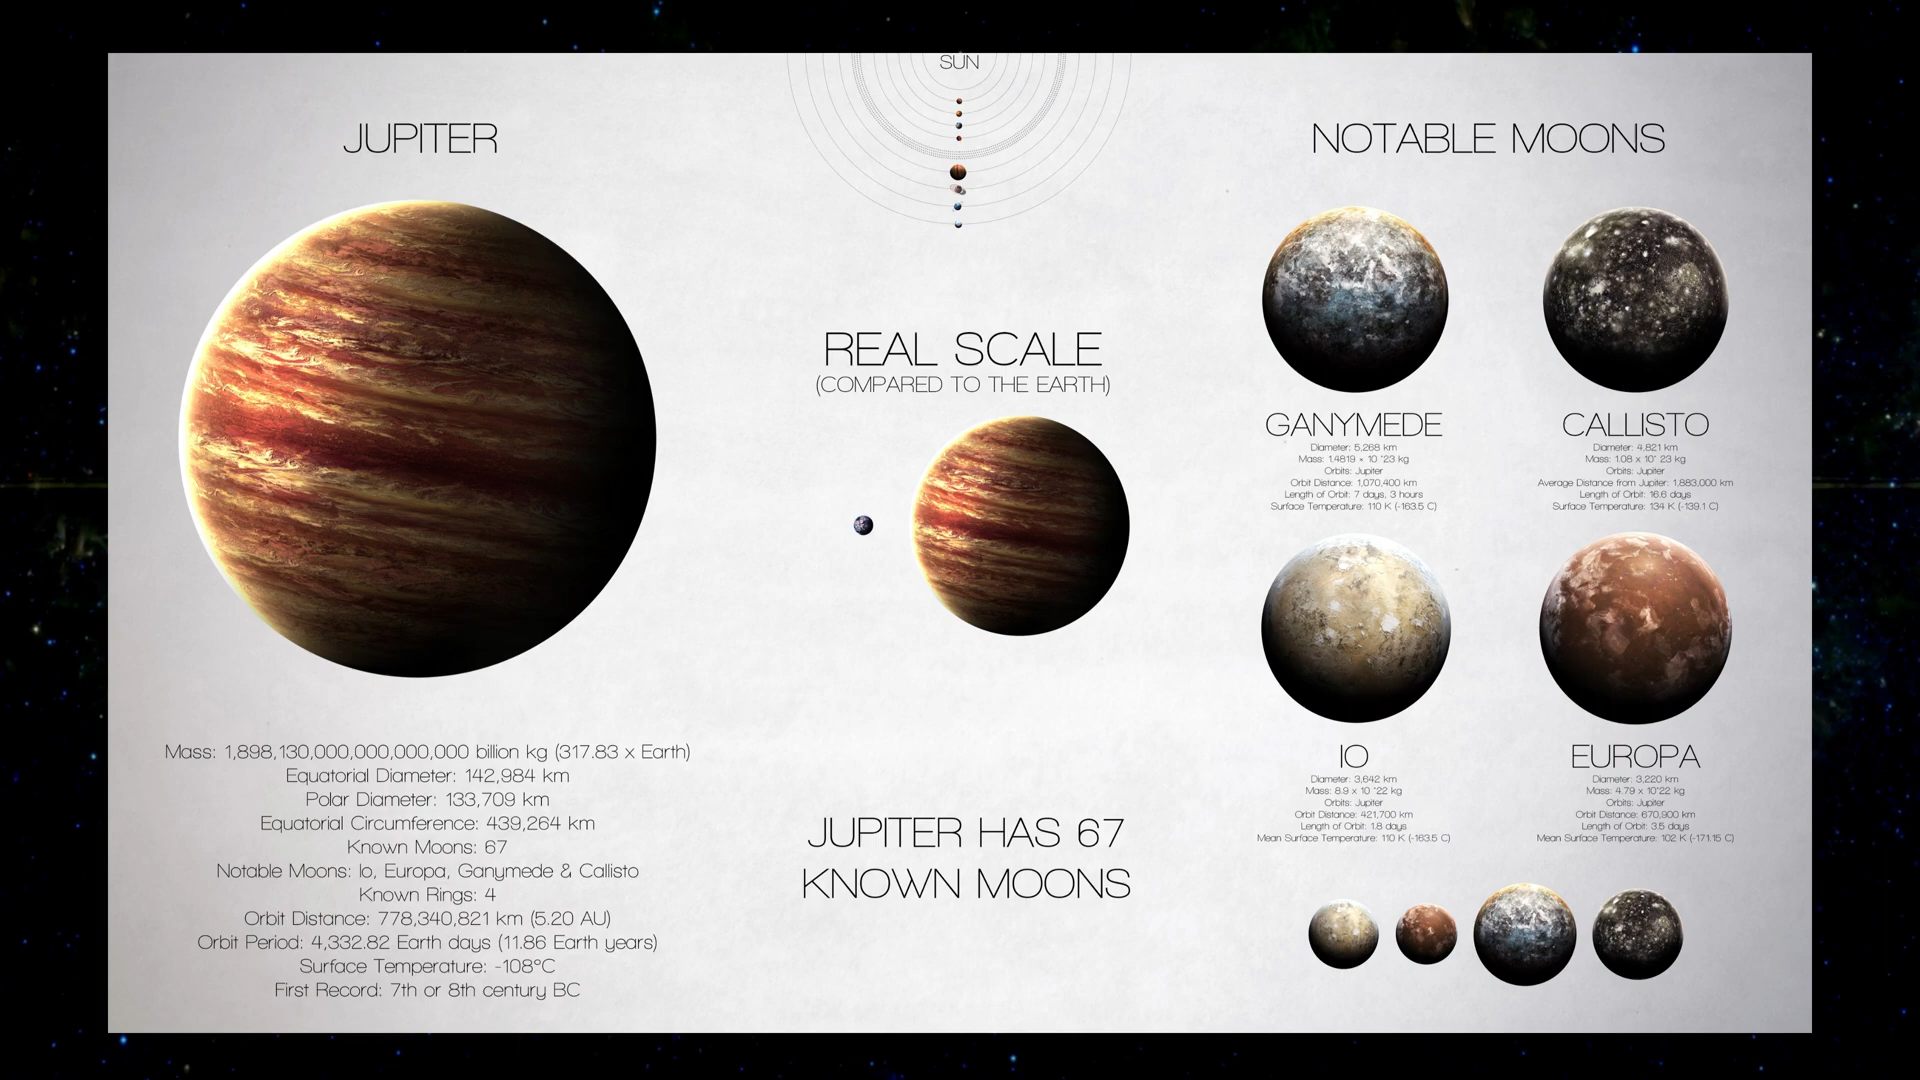 SUN
JUPITER
Mass: 1,898,130,000,000,000,000 billion kg (317.83 x Earth)
Equatorial Diameter: 142,984 km
Polar Diameter: 133,709 km
Equatorial Circumference: 439,264 km
Known Moons: 67
Notable Moons: Io, Europa, Ganymede & Callisto
Known Rings: 4
Orbit Distance: 778,340,821 km (5.20 AU)
Orbit Period: 4,332.82 Earth days (11.86 Earth years)
Surface Temperature: -108°C
First Record: 7th or 8th century BC
REAL SCALE
(COMPARED TO THE EARTH)
JUPITER HAS 67
KNOWN MOONS
NOTABLE MOONS
GANYMEDE
Diameter: 5,268 km
Mass: 1.4819 × 10 ^23 kg
Orbits: Jupiter
Orbit Distance: 1,070,400 km
Length of Orbit: 7 days, 3 hours
Surface Temperature: 110 K (-163.5 C)
CALLISTO
Diameter: 4,821 km
Mass: 1.08 x 10^ 23 kg
Orbits: Jupiter
Average Distance from Jupiter: 1,883,000 km
Length of Orbit: 16.6 days
Surface Temperature: 134 K (-139.1 C)
IO
Diameter: 3,642 km
Mass: 8.9 x 10 ^22 kg
Orbits: Jupiter
Orbit Distance: 421,700 km
Length of Orbit: 1.8 days
Mean Surface Temperature: 110 K (-163.5 C)
EUROPA
Diameter: 3,220 km
Mass: 4.79 x 10^22 kg
Orbits: Jupiter
Orbit Distance: 670,900 km
Length of Orbit: 3.5 days
Mean Surface Temperature: 102 K (-171.15 C)